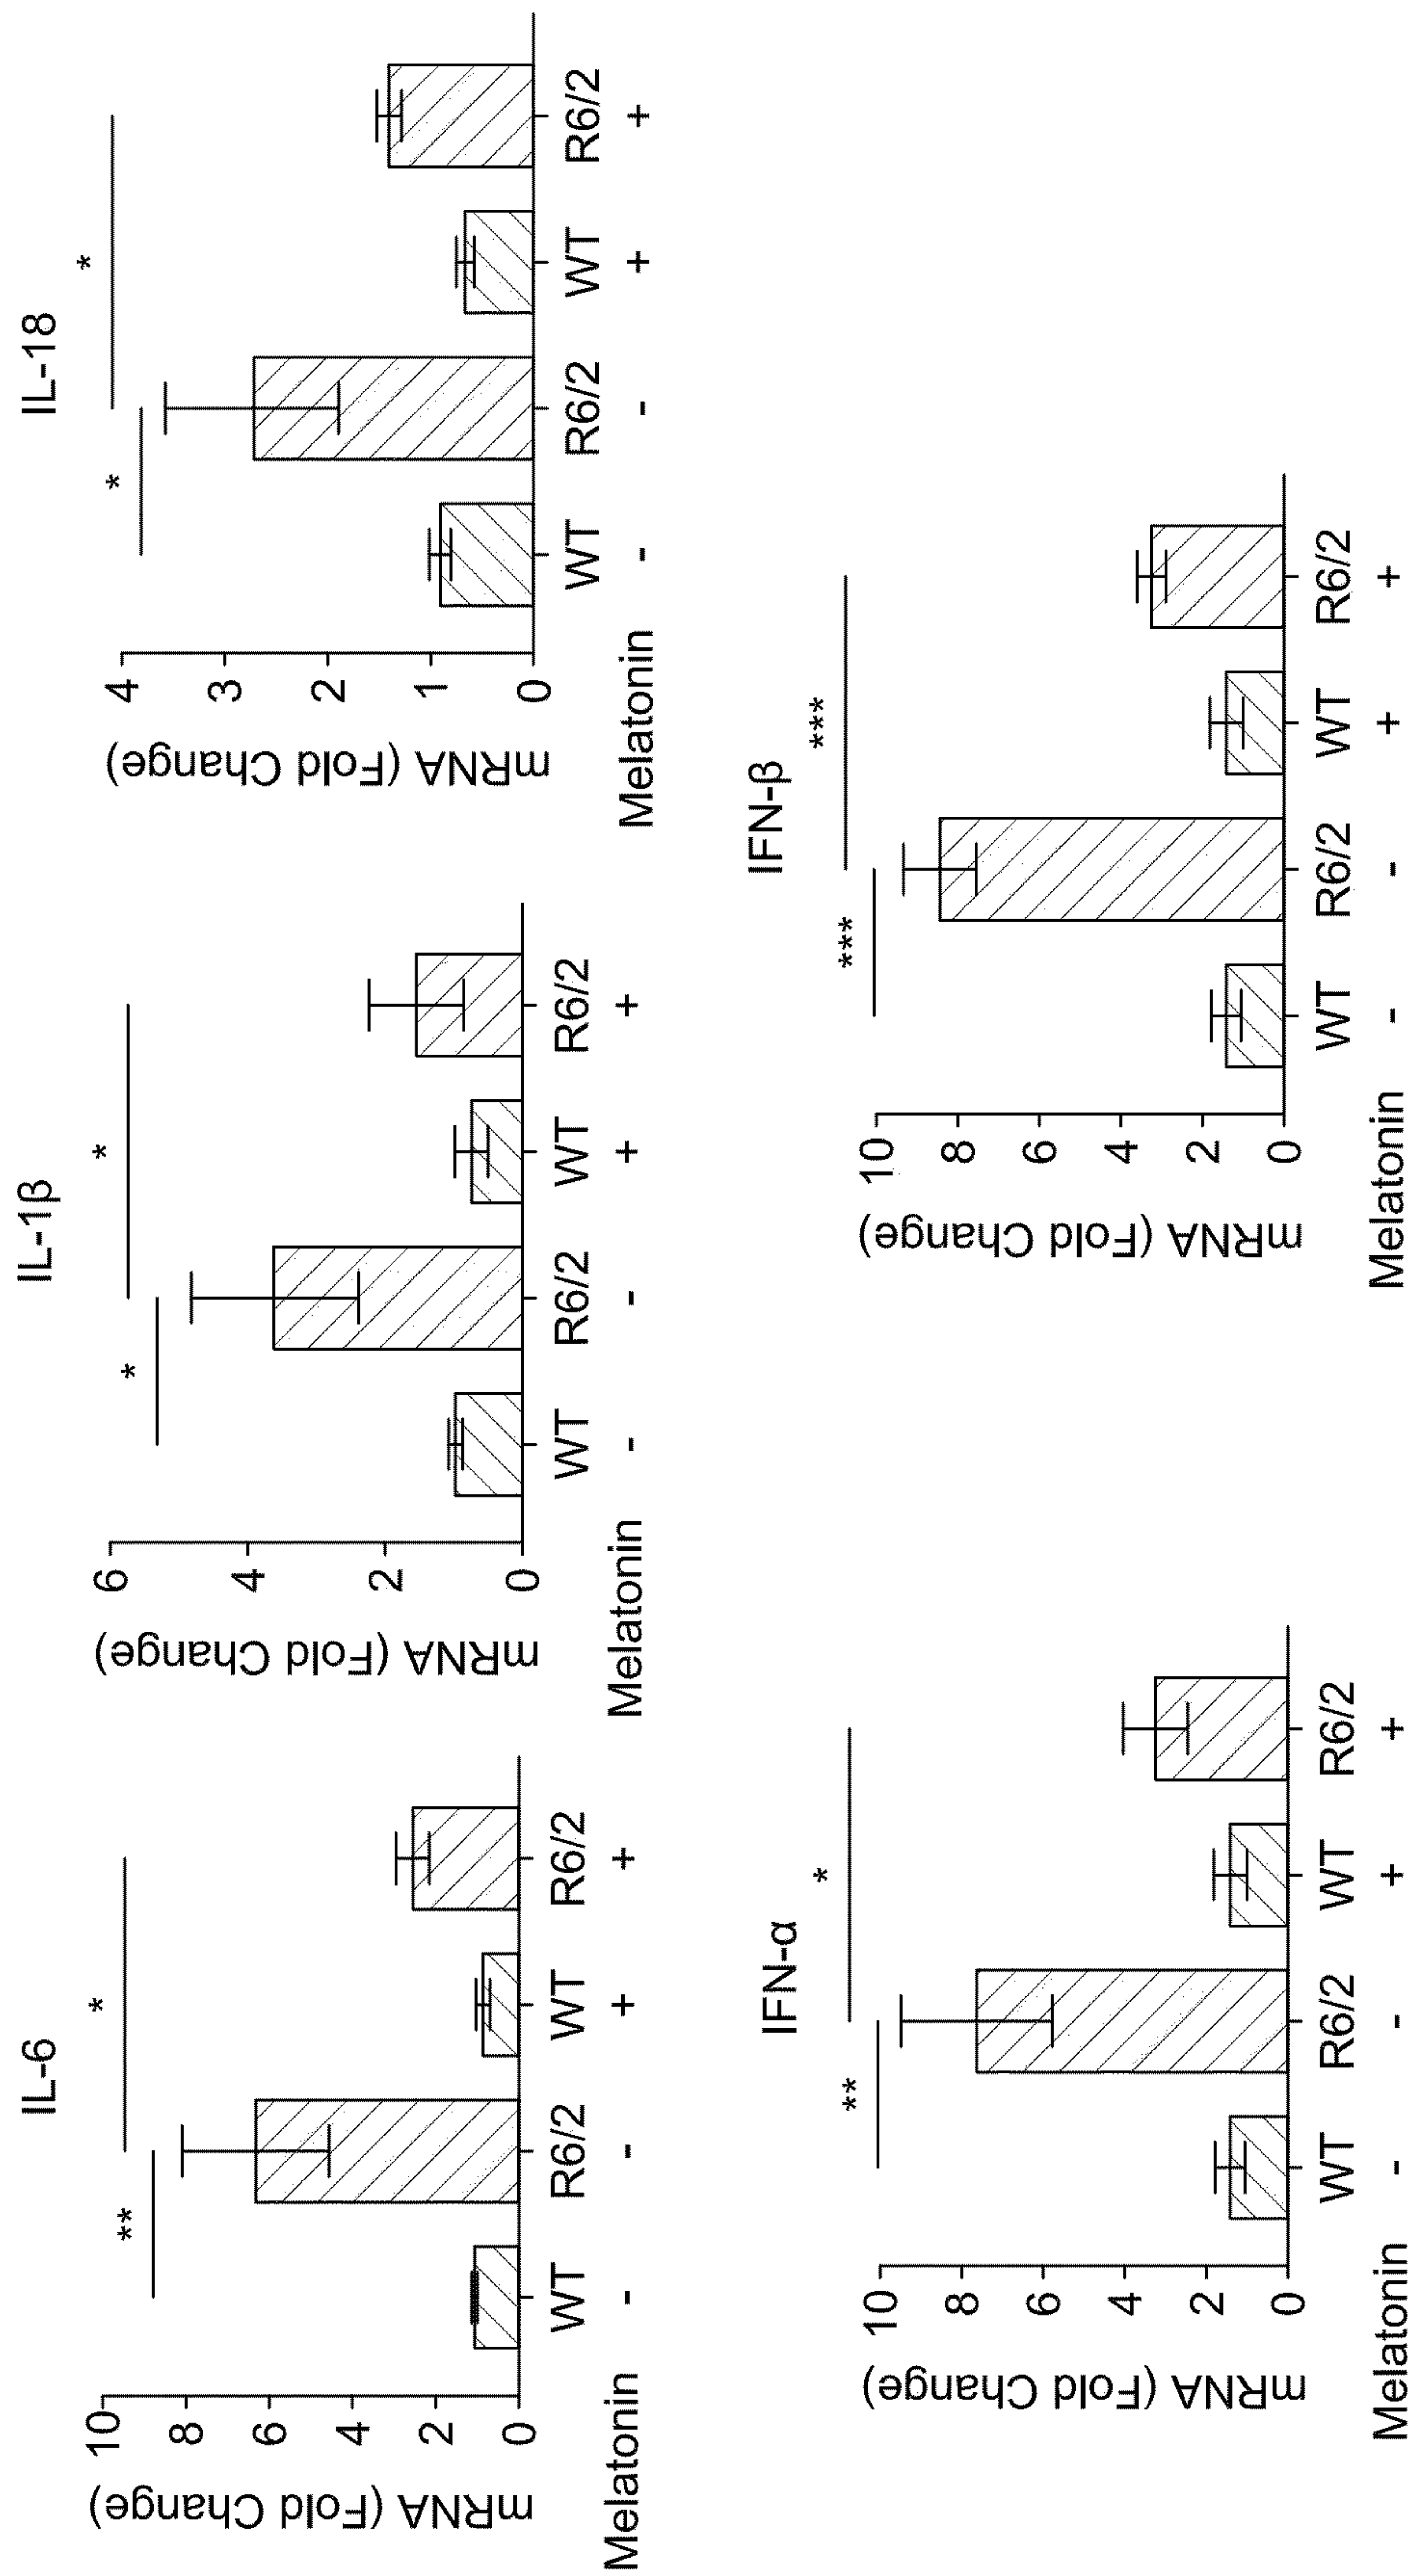 IL-6
** *
mRNA (Fold Change)
10
8
6
4
2
0
WT R6/2 WT R6/2
Melatonin - - + +
IL-1β
* *
mRNA (Fold Change)
6
4
2
0
WT R6/2 WT R6/2
Melatonin - - + +
IL-18
* *
mRNA (Fold Change)
4
3
2
1
0
WT R6/2 WT R6/2
Melatonin - - + +
IFN-α
** *
mRNA (Fold Change)
10
8
6
4
2
0
WT R6/2 WT R6/2
Melatonin - - + +
IFN-β
*** ***
mRNA (Fold Change)
10
8
6
4
2
0
WT R6/2 WT R6/2
Melatonin - - + +